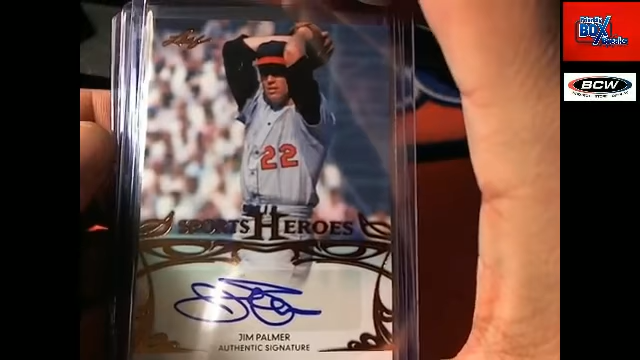 Leaf
22
SPORTS HEROES
JIM PALMER
AUTHENTIC SIGNATURE
BOX
BCW